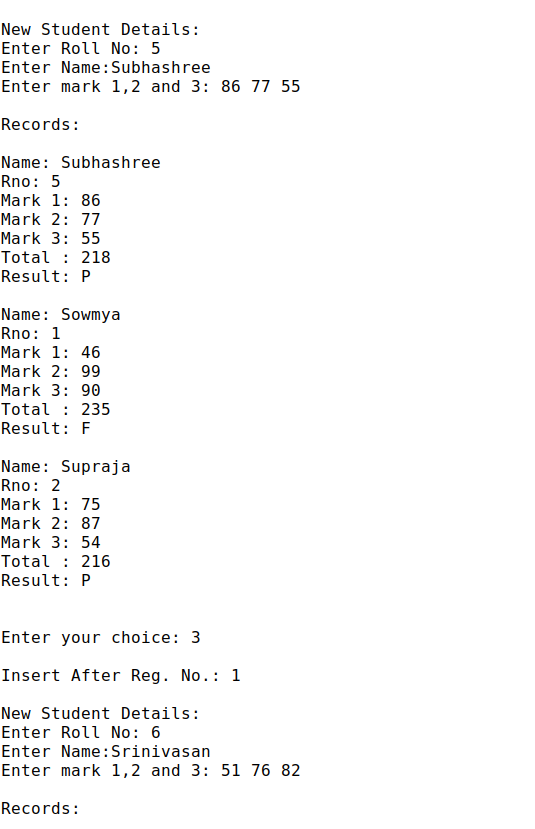 New Student Details:
Enter Roll No: 5
Enter Name:Subhashree
Enter mark 1,2 and 3: 86 77 55
Records:
Name: Subhashree
Rno: 5
Mark 1: 86
Mark 2: 77
Mark 3: 55
Total : 218
Result: P
Name: Sowmya
Rno: 1
Mark 1: 46
Mark 2: 99
Mark 3: 90
Total : 235
Result: F
Name: Supraja
Rno: 2
Mark 1: 75
Mark 2: 87
Mark 3: 54
Total : 216
Result: P
Enter your choice: 3
Insert After Reg. No.: 1
New Student Details:
Enter Roll No: 6
Enter Name:Srinivasan
Enter mark 1,2 and 3: 51 76 82
Records: